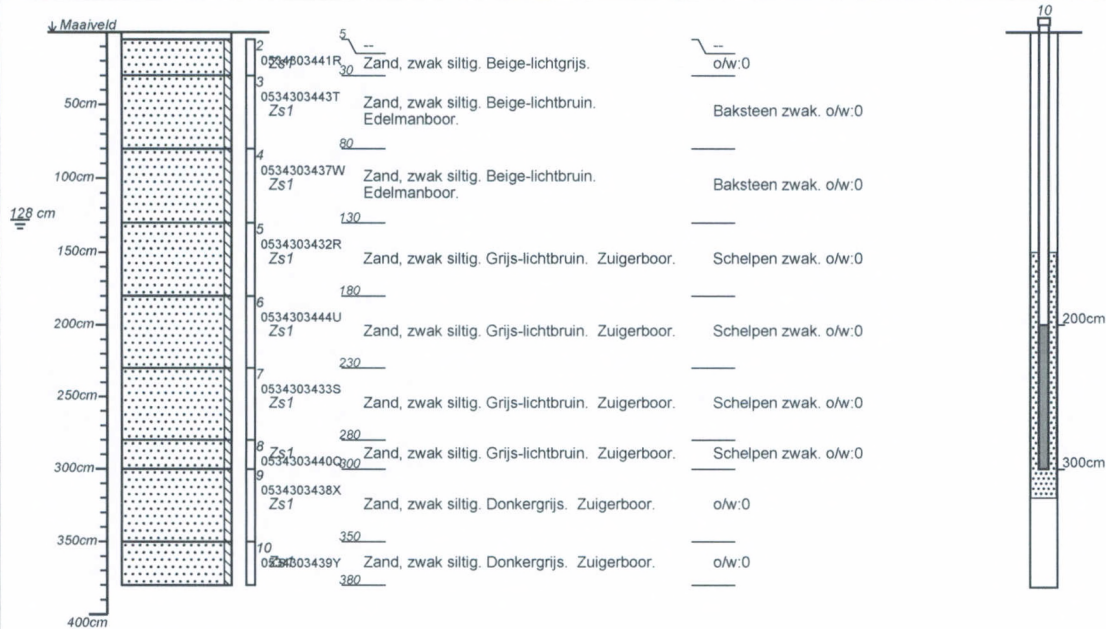 Maaiveld
10
5
--
--
2
0534303441R
Zs1
Zand, zwak siltig. Beige-lichtgrijs.
o/w:0
30
3
0534303443T
50cm
Zs1
Zand, zwak siltig. Beige-lichtbruin.
Edelmanboor.
Baksteen zwak. o/w:0
80
4
0534303437W
100cm
Zs1
Zand, zwak siltig. Beige-lichtbruin.
Edelmanboor.
Baksteen zwak. o/w:0
128 cm
130
5
0534303432R
150cm
Zs1
Zand, zwak siltig. Grijs-lichtbruin. Zuigerboor.
Schelpen zwak. o/w:0
180
6
0534303444U
200cm
Zs1
Zand, zwak siltig. Grijs-lichtbruin. Zuigerboor.
Schelpen zwak. o/w:0
200cm
230
7
0534303433S
250cm
Zs1
Zand, zwak siltig. Grijs-lichtbruin. Zuigerboor.
Schelpen zwak. o/w:0
280
8
Zs1
0534303440Q
Zand, zwak siltig. Grijs-lichtbruin. Zuigerboor.
Schelpen zwak. o/w:0
300
300cm
300cm
9
0534303438X
Zs1
Zand, zwak siltig. Donkergrijs. Zuigerboor.
o/w:0
350
350cm
10
Zs1
0534303439Y
Zand, zwak siltig. Donkergrijs. Zuigerboor.
o/w:0
380
400cm